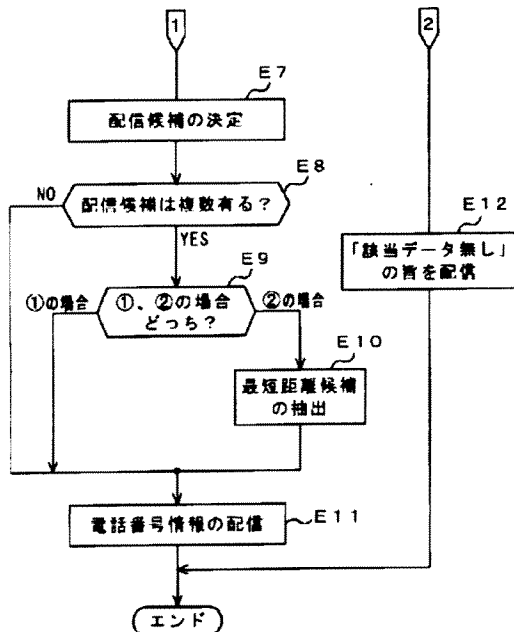 1
2
E7
配信候補の決定
E8
NO
配信候補は複数有る?
YES
E12
「該当データ無し」
の旨を配信
E9
①の場合
①、②の場合
どっち?
②の場合
E10
最短距離候補
の抽出
電話番号情報の配信
E11
エンド